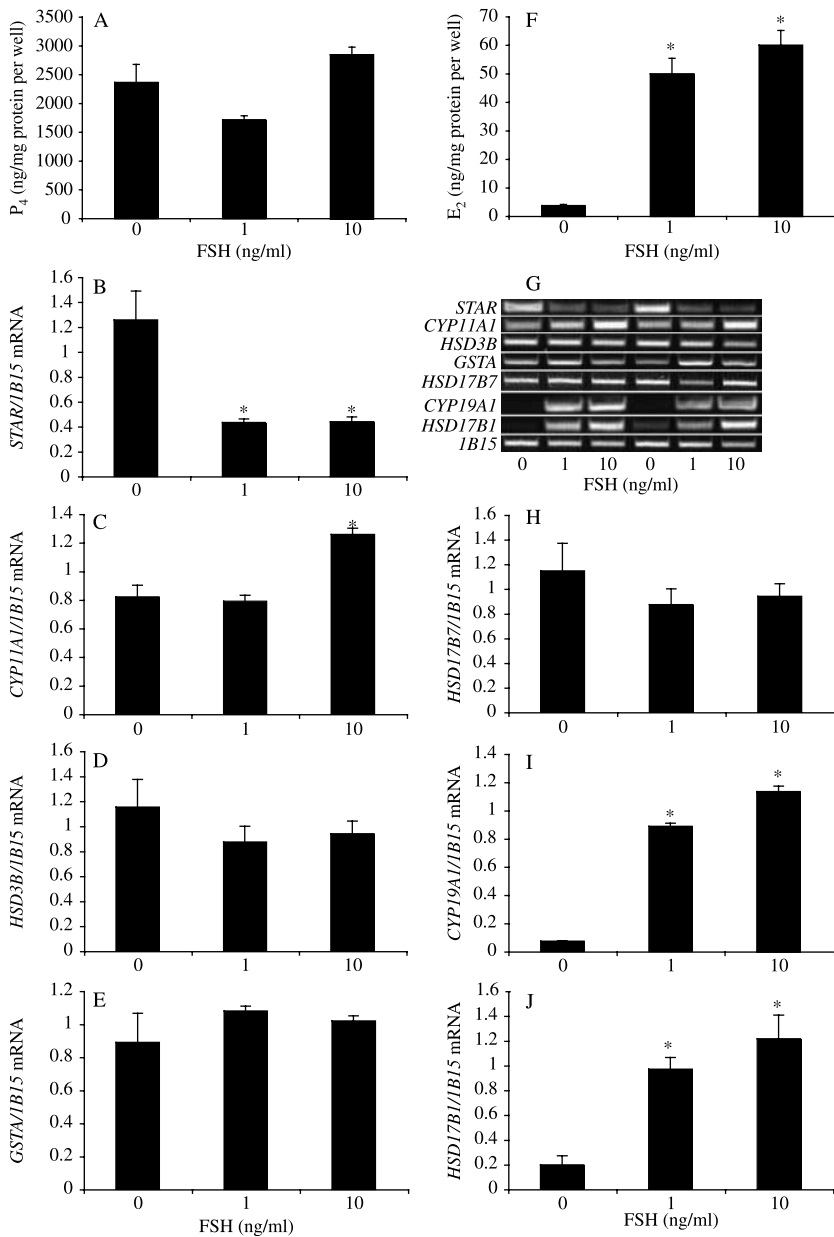 A
P4 (ng/mg protein per well)
3500
3000
2500
2000
1500
1000
500
0
0 1 10
FSH (ng/ml)
B
STAR/1B15 mRNA
1.6
1.4
1.2
1
0.8
0.6
0.4
0.2
0
* *
0 1 10
C
CYP11A1/1B15 mRNA
1.4
1.2
1
0.8
0.6
0.4
0.2
0
*
0 1 10
D
HSD3B/1B15 mRNA
1.6
1.4
1.2
1
0.8
0.6
0.4
0.2
0
0 1 10
E
GSTA/1B15 mRNA
1.2
1
0.8
0.6
0.4
0.2
0
0 1 10
FSH (ng/ml)
F
E2 (ng/mg protein per well)
70
60
50
40
30
20
10
0
* *
0 1 10
FSH (ng/ml)
G
STAR
CYP11A1
HSD3B
GSTA
HSD17B7
CYP19A1
HSD17B1
1B15
0 1 10 0 1 10
FSH (ng/ml)
H
HSD17B7/1B15 mRNA
1.6
1.4
1.2
1
0.8
0.6
0.4
0.2
0
0 1 10
I
CYP19A1/1B15 mRNA
1.4
1.2
1
0.8
0.6
0.4
0.2
0
* *
0 1 10
J
HSD17B1/1B15 mRNA
1.6
1.4
1.2
1
0.8
0.6
0.4
0.2
0
* *
0 1 10
FSH (ng/ml)